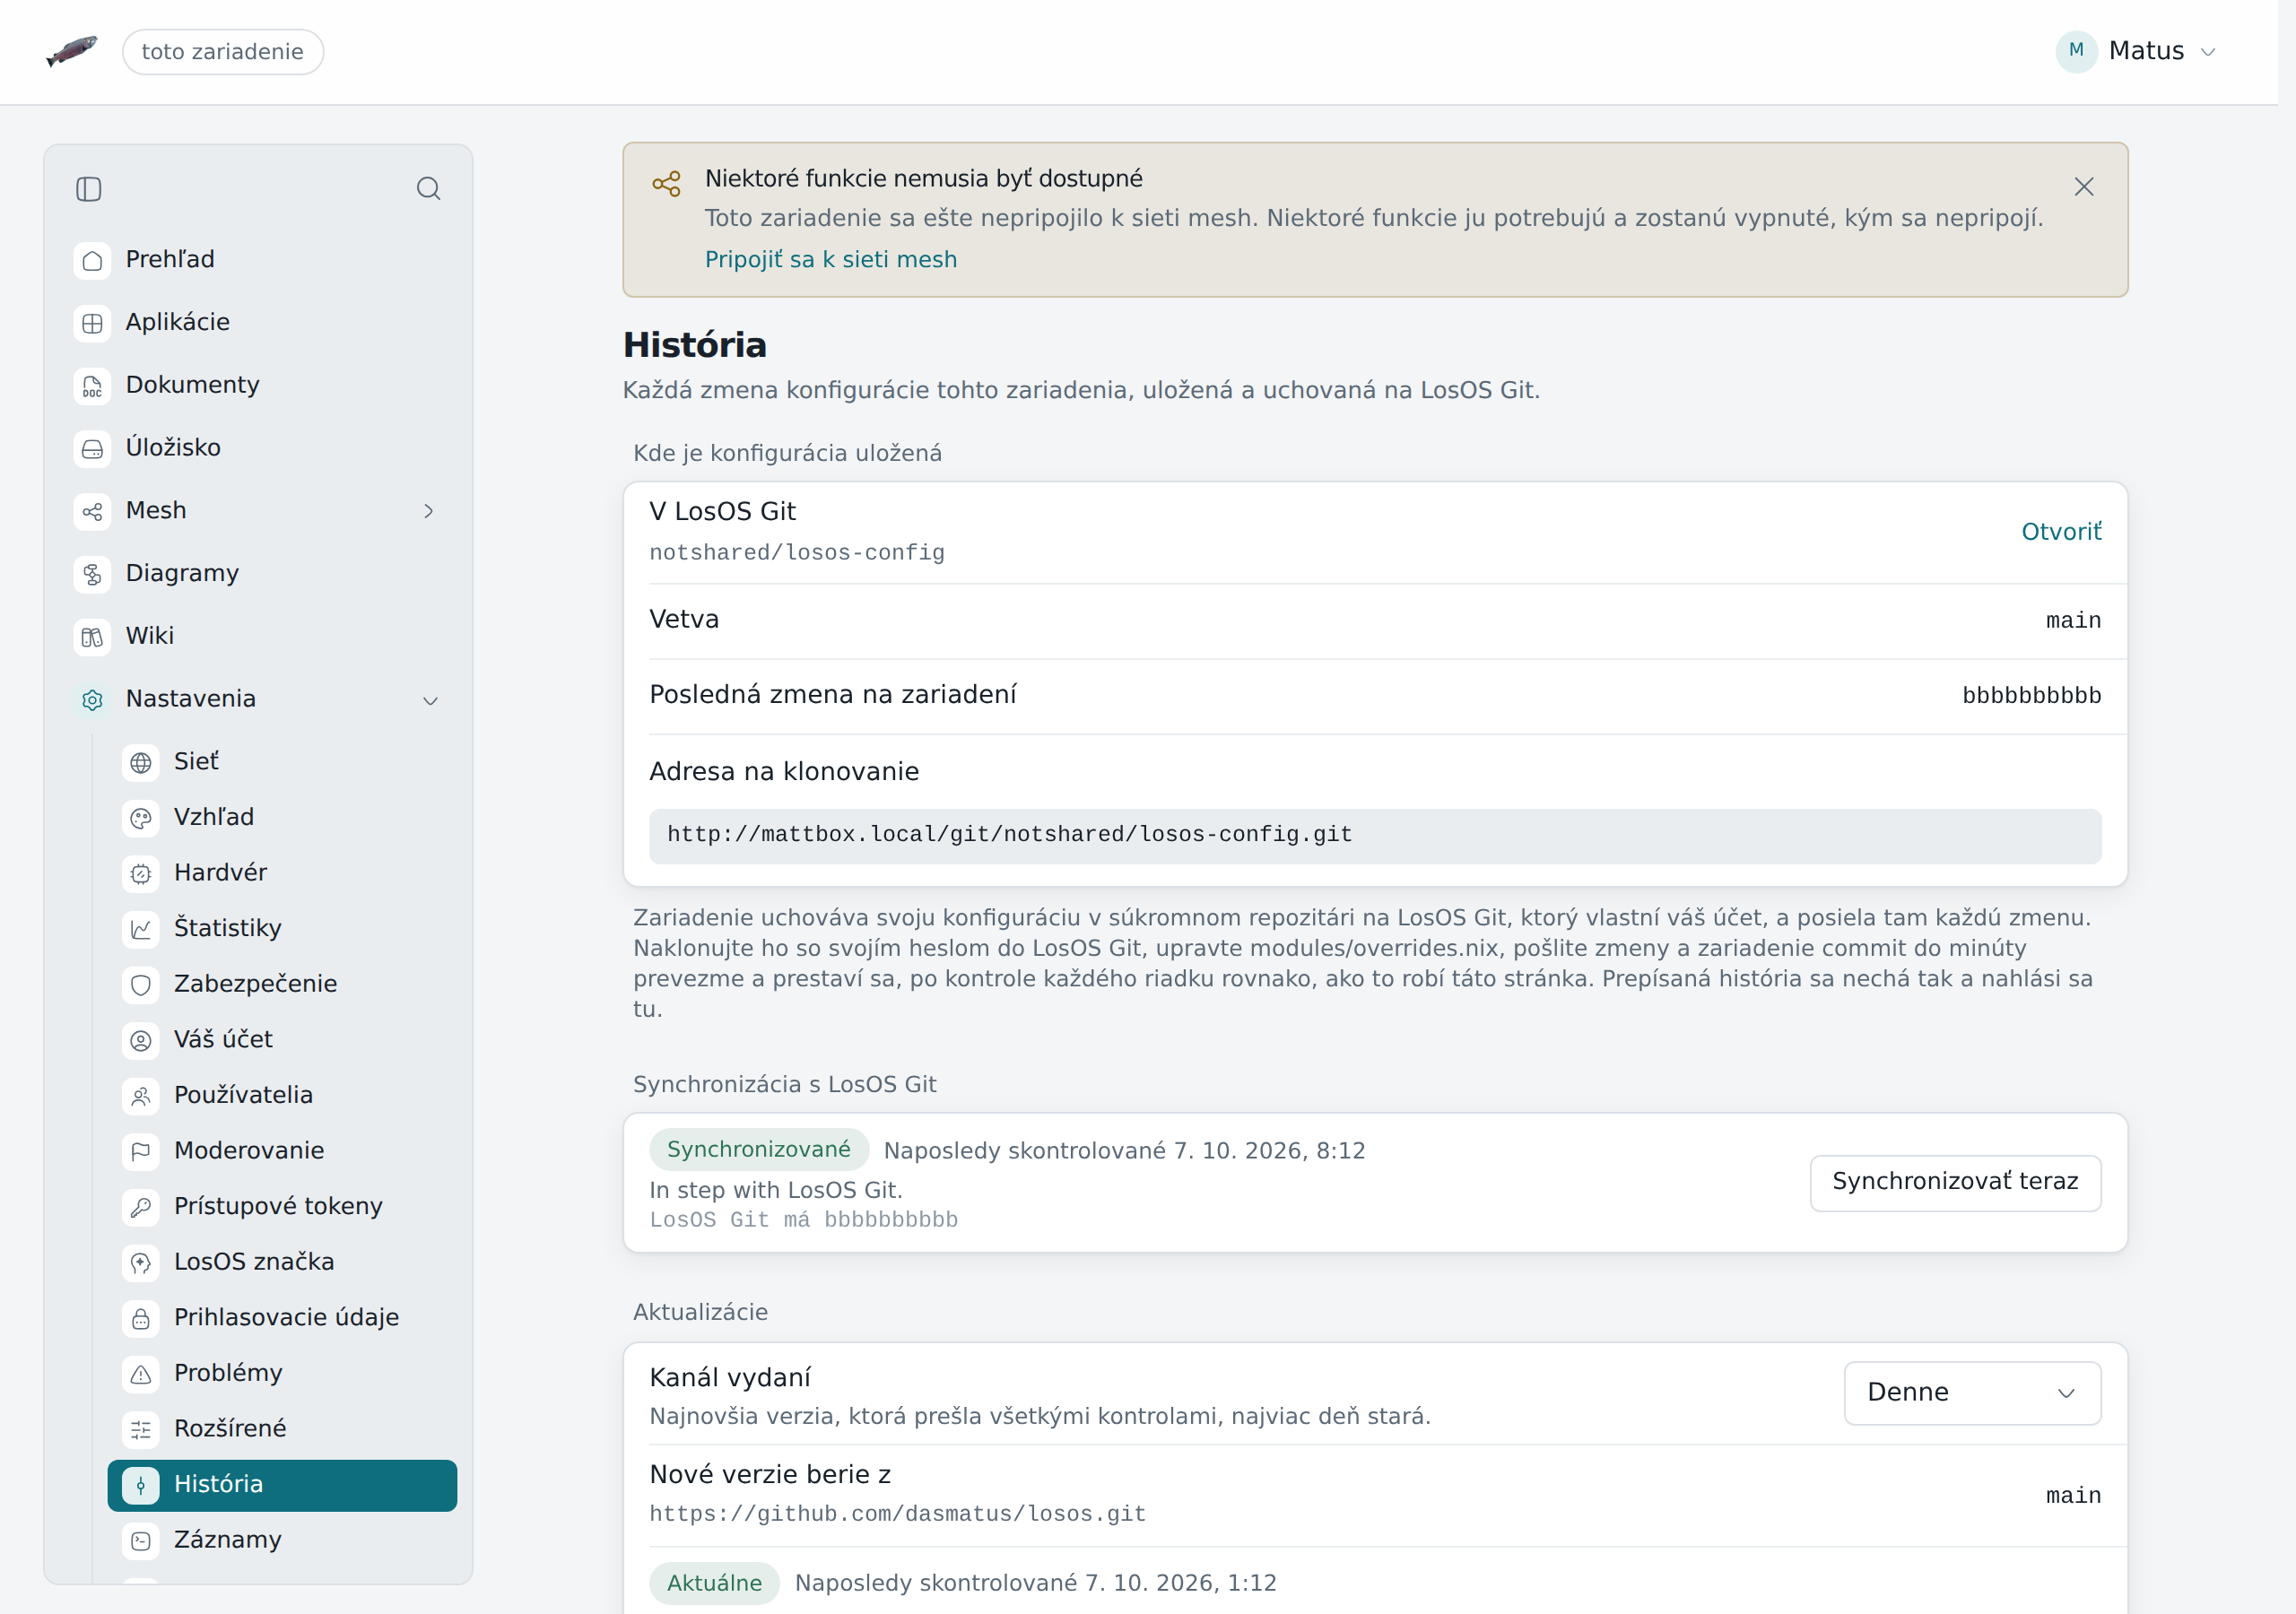 toto zariadenie
M
Matus
Prehľad
Aplikácie
Dokumenty
Úložisko
Mesh
Diagramy
Wiki
Nastavenia
Sieť
Vzhľad
Hardvér
Štatistiky
Zabezpečenie
Váš účet
Používatelia
Moderovanie
Prístupové tokeny
LosOS značka
Prihlasovacie údaje
Problémy
Rozšírené
História
Záznamy
Niektoré funkcie nemusia byť dostupné
Toto zariadenie sa ešte nepripojilo k sieti mesh. Niektoré funkcie ju potrebujú a zostanú vypnuté, kým sa nepripojí.
Pripojiť sa k sieti mesh
História
Každá zmena konfigurácie tohto zariadenia, uložená a uchovaná na LosOS Git.
Kde je konfigurácia uložená
V LosOS Git
notshared/losos-config
Otvoriť
Vetva
main
Posledná zmena na zariadení
bbbbbbbbbb
Adresa na klonovanie
http://mattbox.local/git/notshared/losos-config.git
Zariadenie uchováva svoju konfiguráciu v súkromnom repozitári na LosOS Git, ktorý vlastní váš účet, a posiela tam každú zmenu.
Naklonujte ho so svojím heslom do LosOS Git, upravte modules/overrides.nix, pošlite zmeny a zariadenie commit do minúty
prevezme a prestaví sa, po kontrole každého riadku rovnako, ako to robí táto stránka. Prepísaná história sa nechá tak a nahlási sa
tu.
Synchronizácia s LosOS Git
Synchronizované
Naposledy skontrolované 7. 10. 2026, 8:12
In step with LosOS Git.
LosOS Git má bbbbbbbbbb
Synchronizovať teraz
Aktualizácie
Kanál vydaní
Najnovšia verzia, ktorá prešla všetkými kontrolami, najviac deň stará.
Denne
Nové verzie berie z
https://github.com/dasmatus/losos.git
main
Aktuálne
Naposledy skontrolované 7. 10. 2026, 1:12